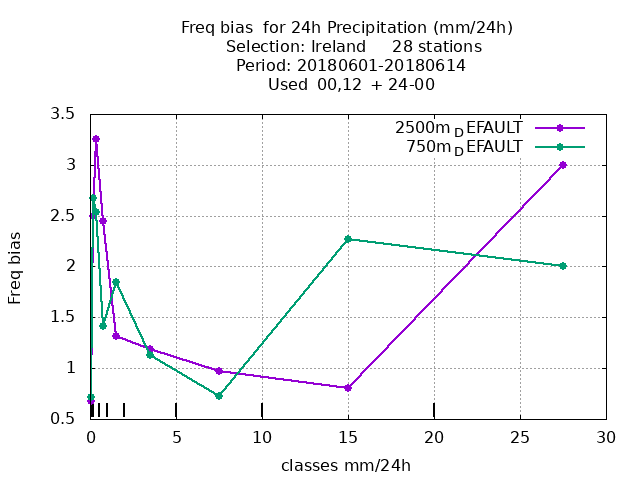 Freq bias  for 24h Precipitation (mm/24h)
Selection: Ireland     28 stations
Period: 20180601-20180614
Used  00,12  + 24-00
2500m_DEFAULT
750m_DEFAULT
3.5
3
2.5
2
1.5
1
0.5
Freq bias
0 5 10 15 20 25 30
classes mm/24h